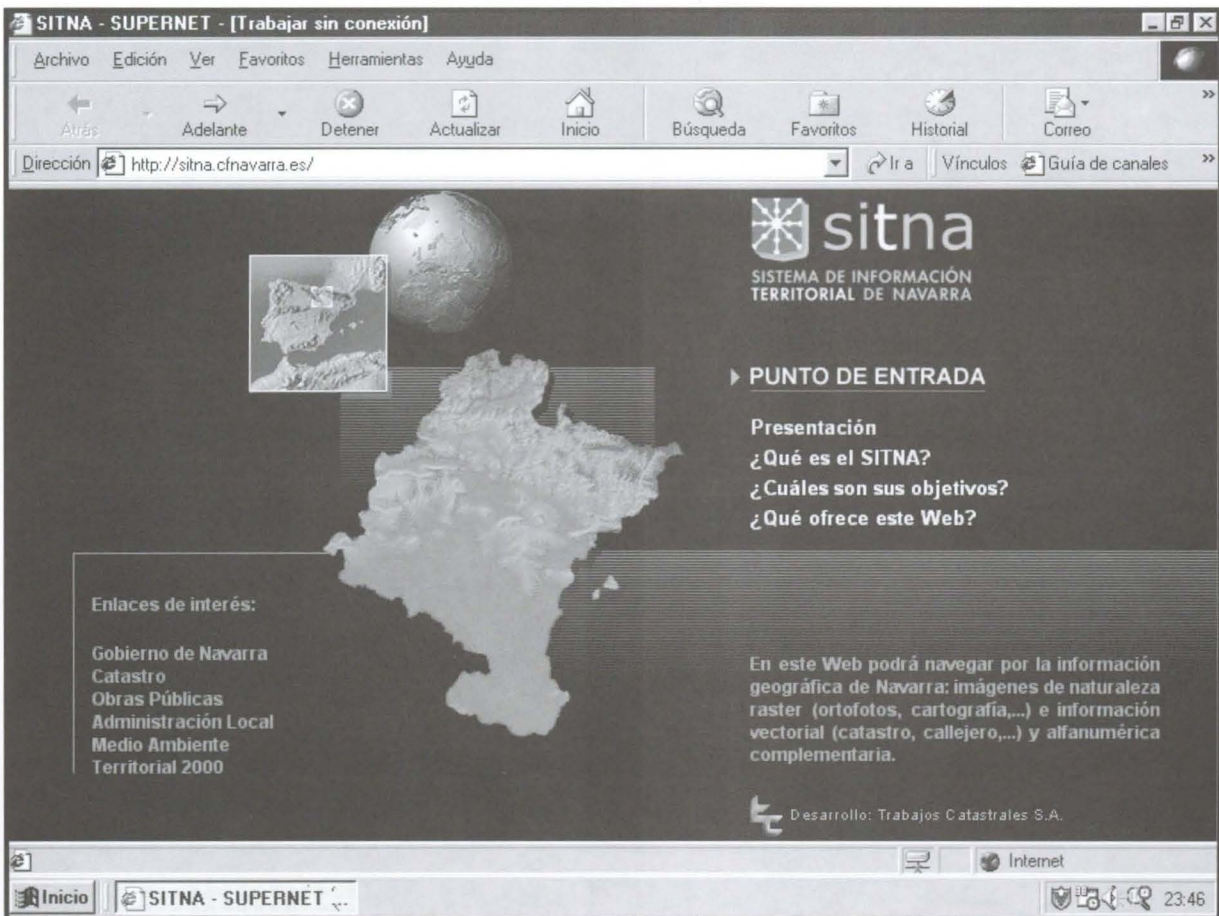 SITNA - SUPERNET - [Trabajar sin conexión]
Archivo Edición Ver Favoritos Herramientas Ayuda
Atrás Adelante Detener Actualizar Inicio Búsqueda Favoritos Historial Correo »
Dirección http://sitna.cfnavarra.es/ Ir a Vínculos Guía de canales »
sitna
SISTEMA DE INFORMACIÓN
TERRITORIAL DE NAVARRA
PUNTO DE ENTRADA
Presentación
¿Qué es el SITNA?
¿Cuáles son sus objetivos?
¿Qué ofrece este Web?
Enlaces de interés:
Gobierno de Navarra
Catastro
Obras Públicas
Administración Local
Medio Ambiente
Territorial 2000
En este Web podrá navegar por la información
geográfica de Navarra: imágenes de naturaleza
raster (ortofotos, cartografía,...) e información
vectorial (catastro, callejero,...) y alfanumérica
complementaria.
Desarrollo: Trabajos Catastrales S.A.
Internet
Inicio SITNA - SUPERNET ... 23:46